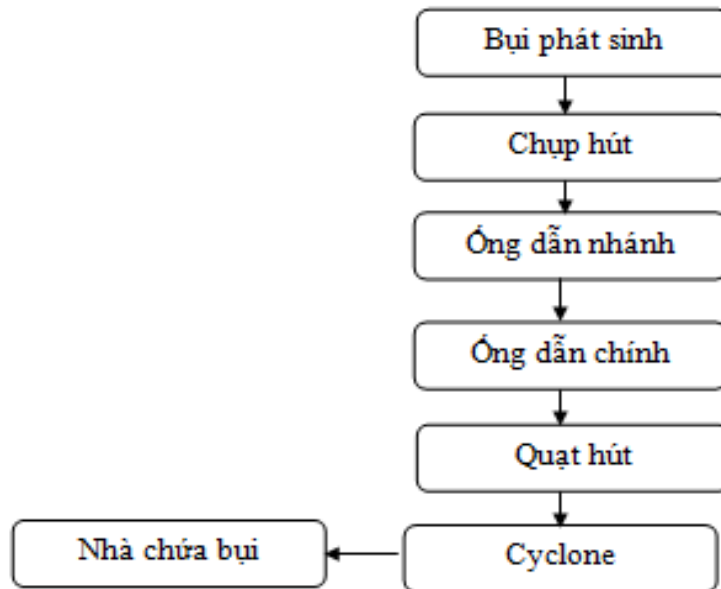 Bụi phát sinh
Chụp hút
Ống dẫn nhánh
Ống dẫn chính
Quạt hút
Nhà chứa bụi
Cyclone